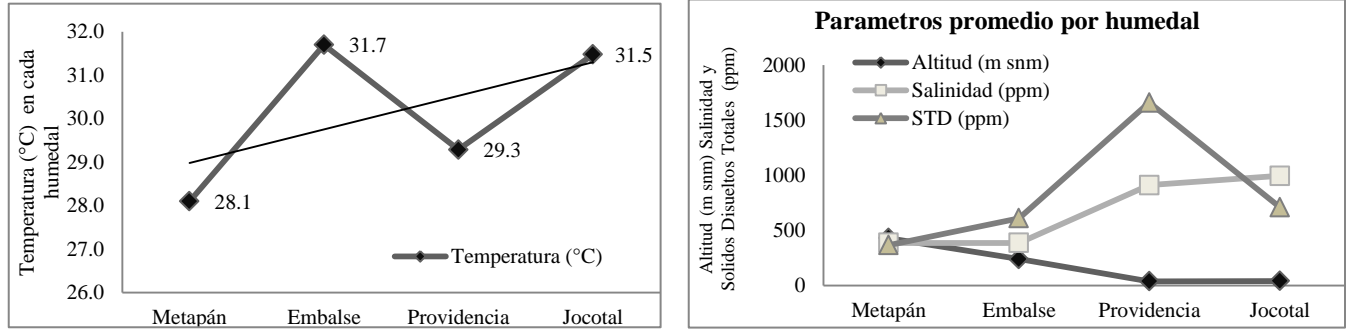 Temperatura (°C) en cada
humedal
32.0
31.0
30.0
29.0
28.0
27.0
26.0
28.1
31.7
29.3
31.5
Temperatura (°C)
Metapán Embalse Providencia Jocotal
Parametros promedio por humedal
Altitud (m snm) Salinidad y
Solidos Disueltos Totales (ppm)
2000
1500
1000
500
0
Altitud (m snm)
Salinidad (ppm)
STD (ppm)
Metapán Embalse Providencia Jocotal